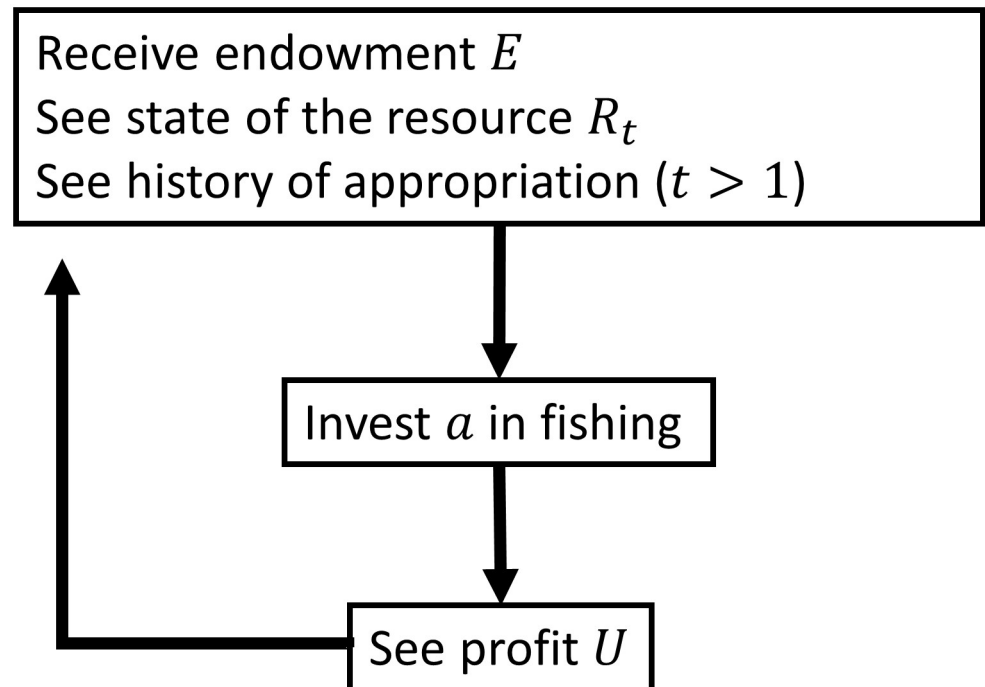 Receive endowment E
See state of the resource Rₜ
See history of appropriation (t > 1)
Invest a in fishing
See profit U